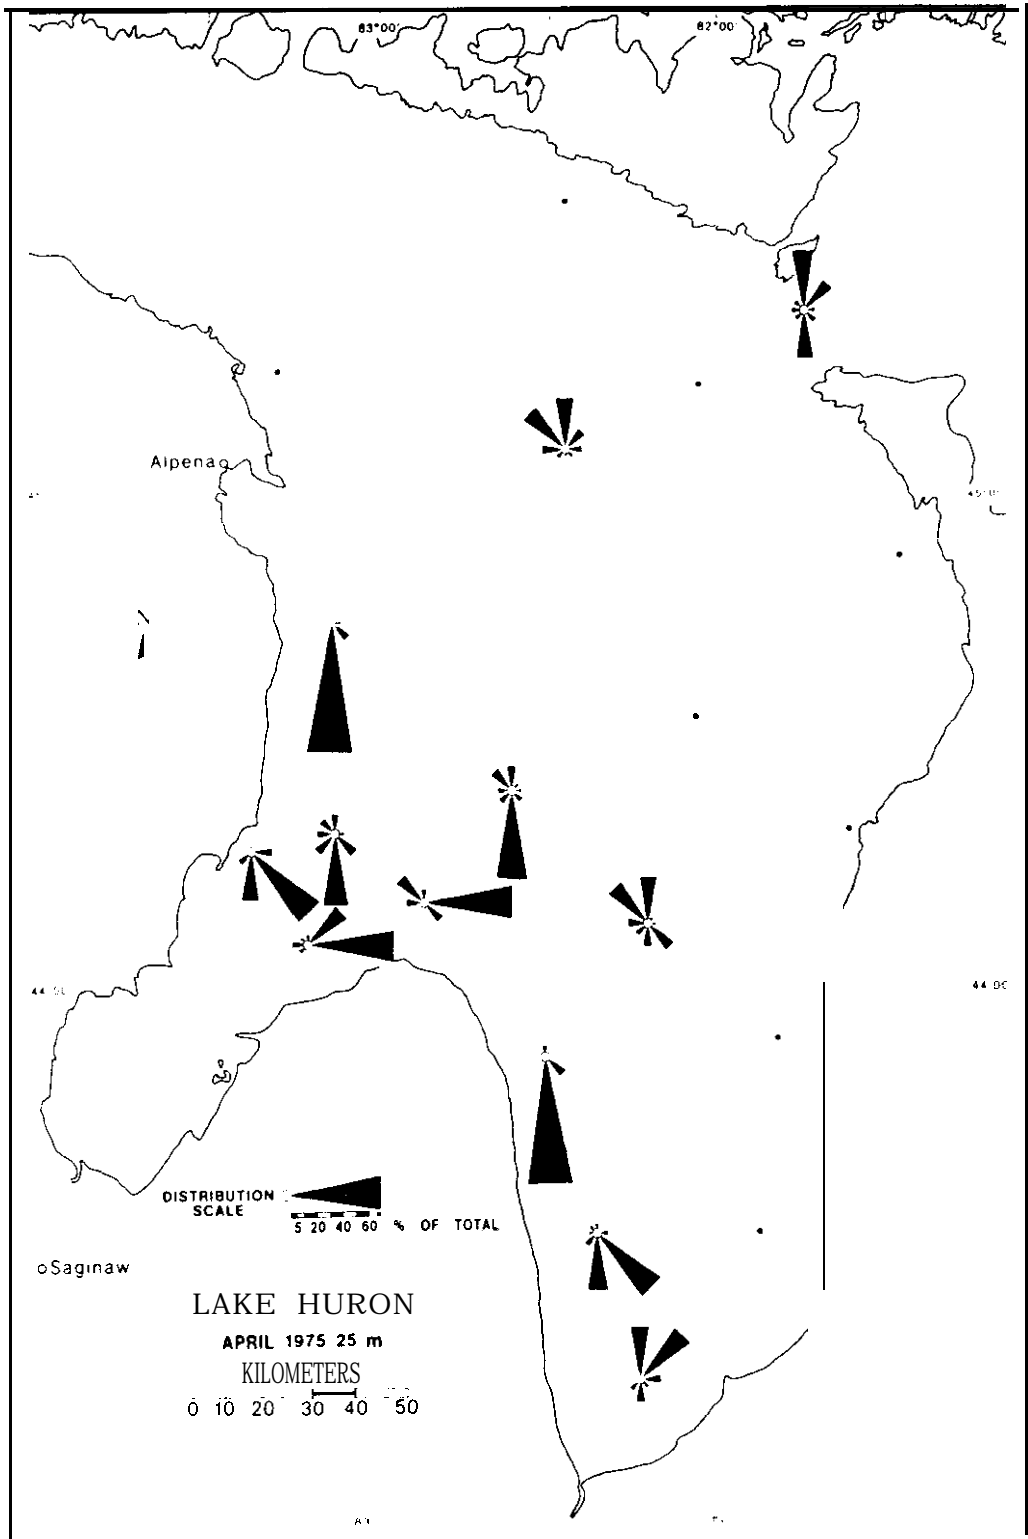 83°00'
82°00'
Alpena
45°0'
44 00
44 00
DISTRIBUTION
SCALE
5 20 40 60 % OF TOTAL
Saginaw
LAKE HURON
APRIL 1975 25 m
KILOMETERS
0 10 20 30 40 50